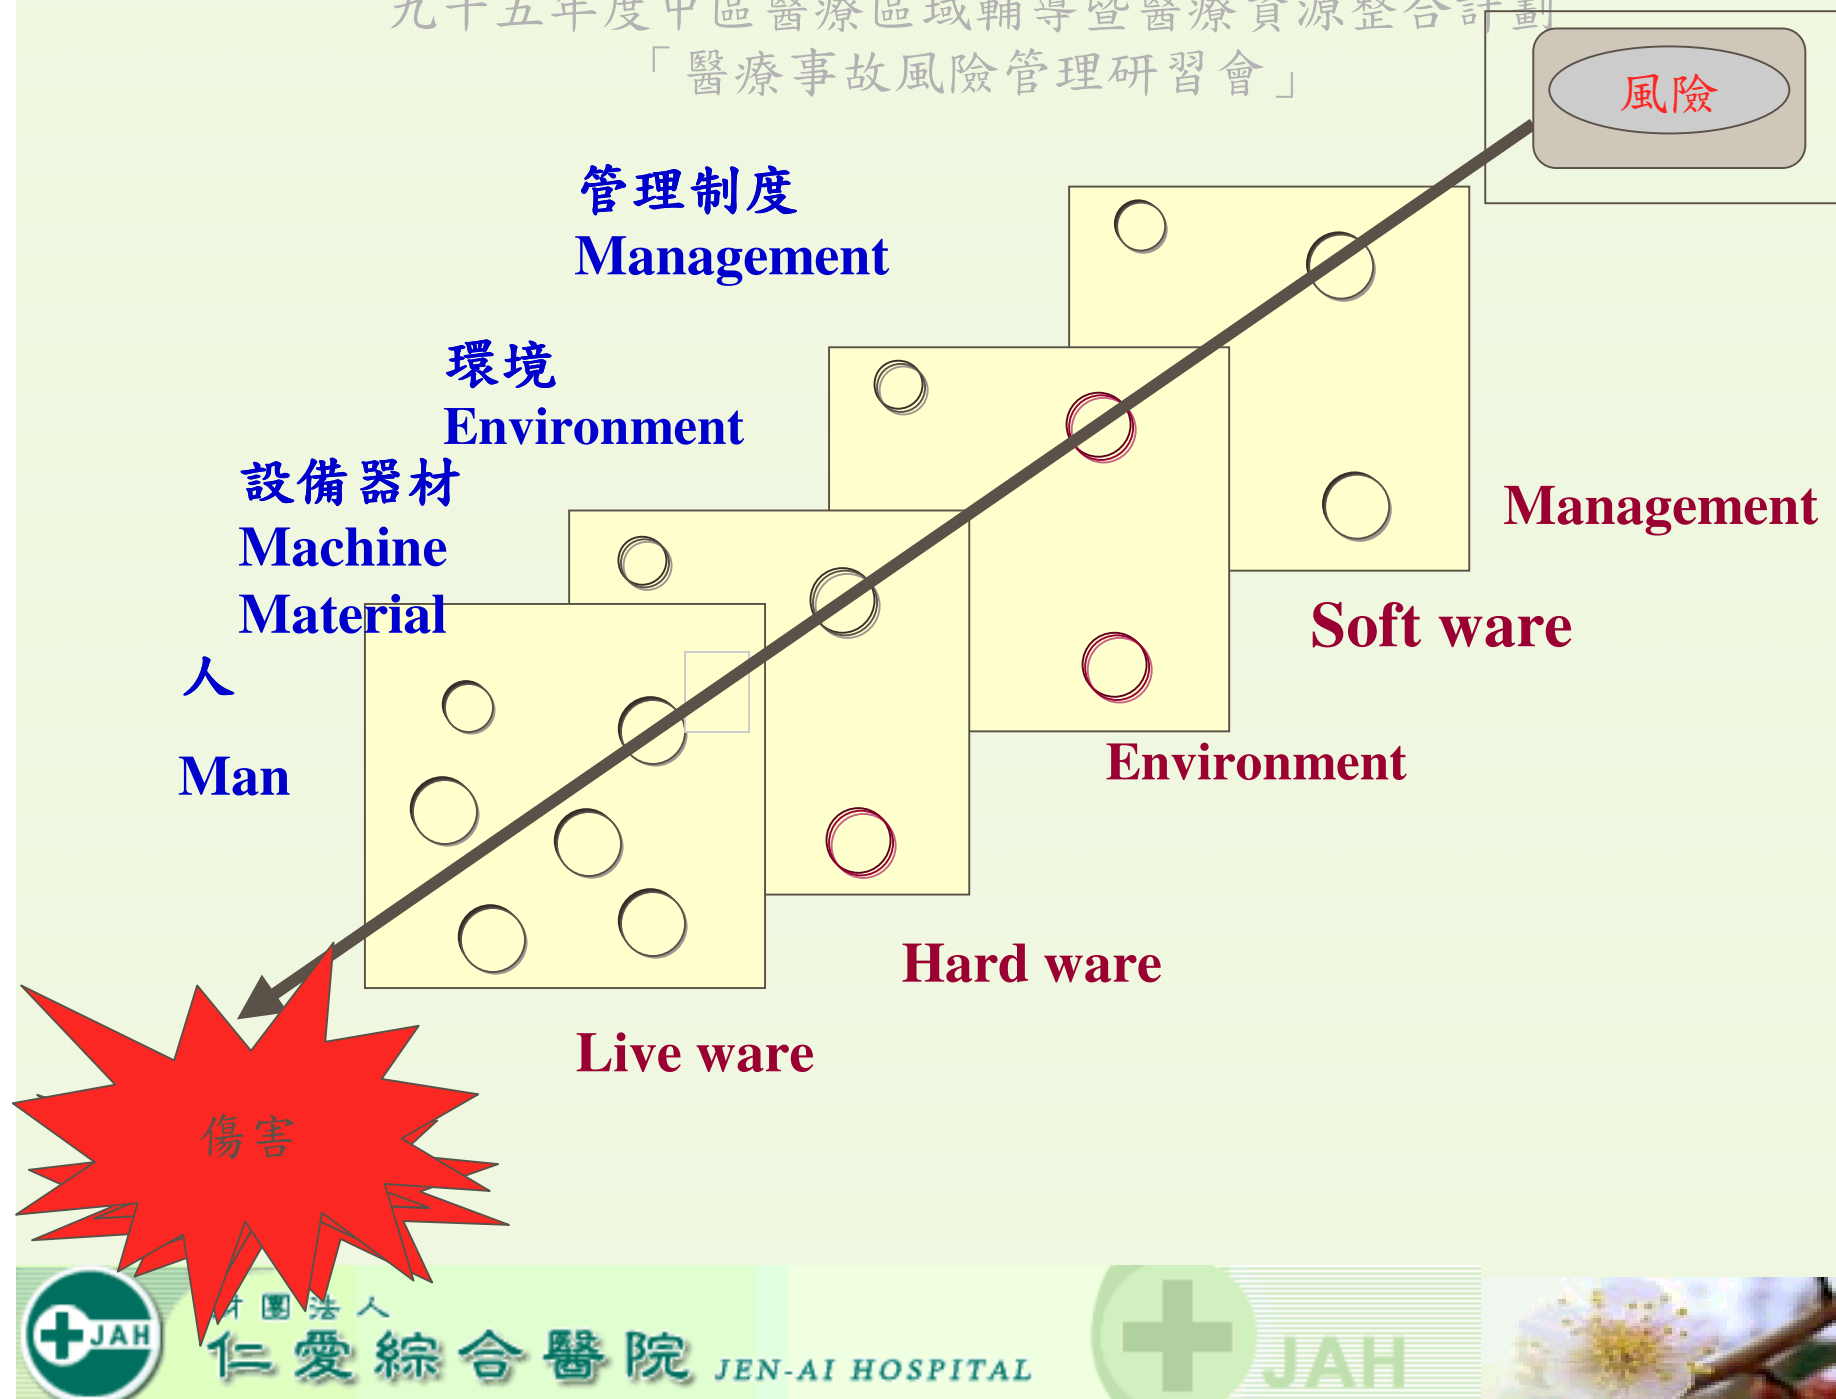 九十五年度中區醫療區域輔導暨醫療資源整合計劃
「醫療事故風險管理研習會」
風險
管理制度
Management
環境
Environment
設備器材
Machine
Material
人
Man
Management
Soft ware
Environment
Hard ware
Live ware
傷害
財團法人
仁愛綜合醫院 JEN-AI HOSPITAL
JAH
JAH